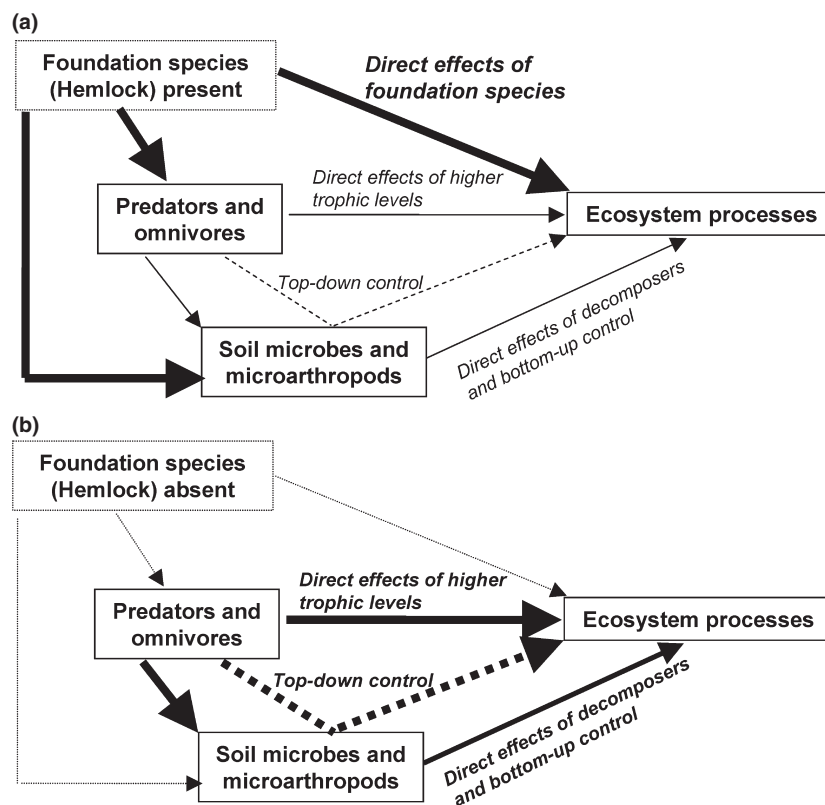 (a)
Foundation species
(Hemlock) present
Direct effects of
foundation species
Predators and
omnivores
Direct effects of higher
trophic levels
Ecosystem processes
Top-down control
Soil microbes and
microarthropods
Direct effects of decomposers
and bottom-up control
(b)
Foundation species
(Hemlock) absent
Direct effects of higher
trophic levels
Predators and
omnivores
Ecosystem processes
Top-down control
Soil microbes and
microarthropods
Direct effects of decomposers
and bottom-up control